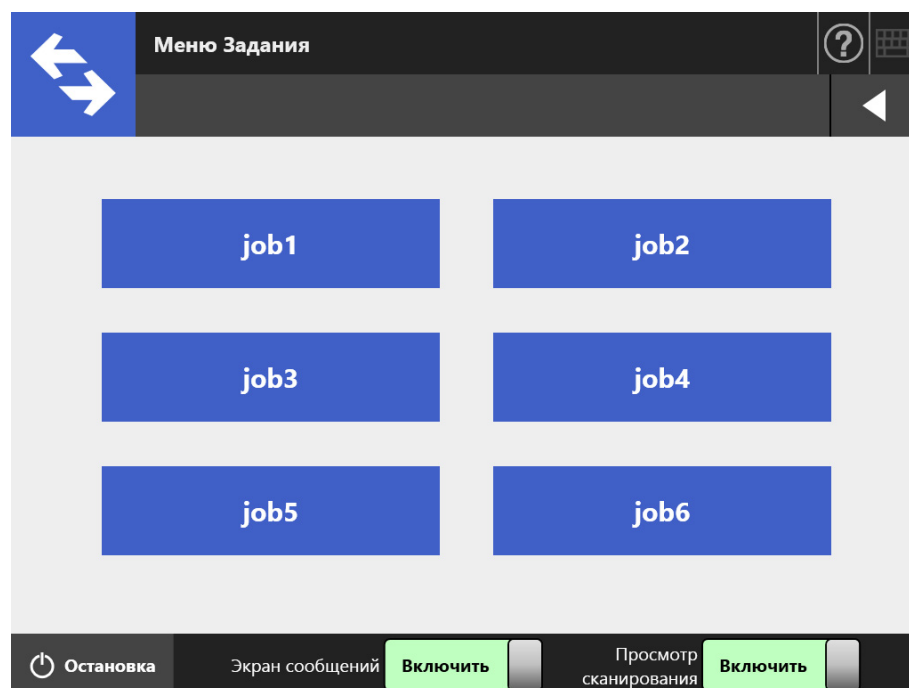 Меню Задания
?
job1
job2
job3
job4
job5
job6
Остановка
Экран сообщений
Включить
Просмотр
сканирования
Включить